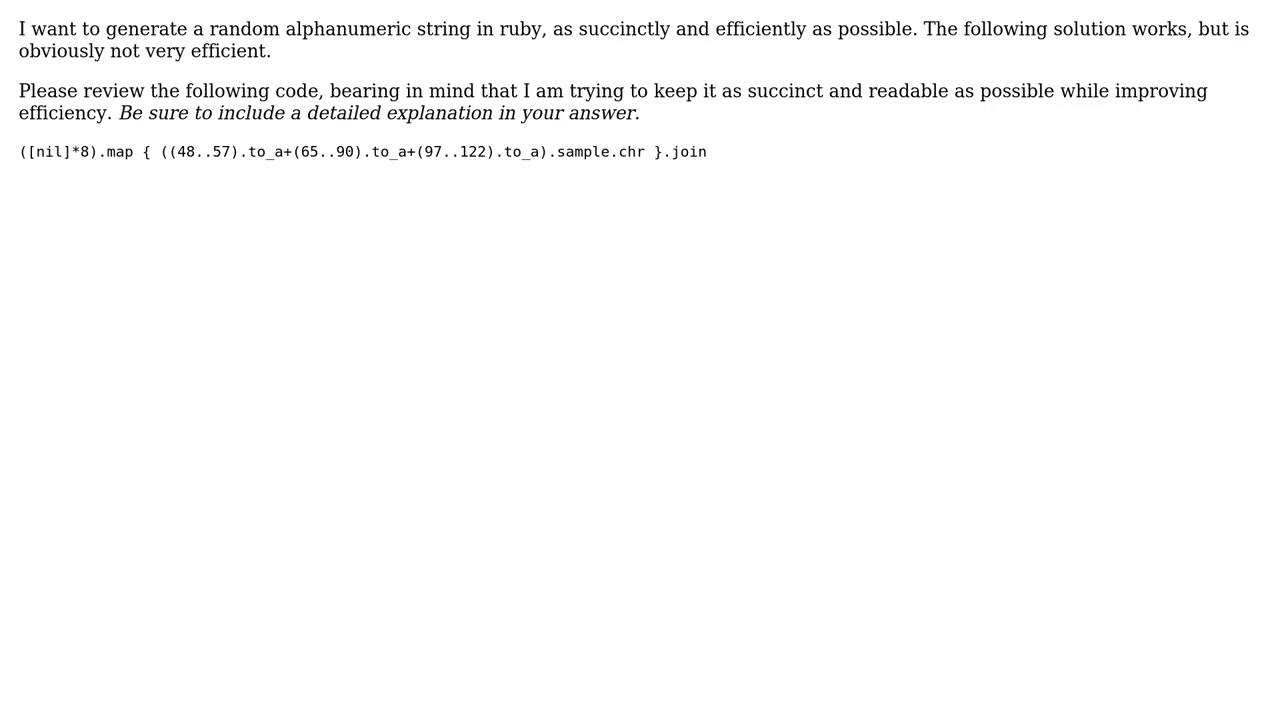 I want to generate a random alphanumeric string in ruby, as succinctly and efficiently as possible. The following solution works, but is
obviously not very efficient.
Please review the following code, bearing in mind that I am trying to keep it as succinct and readable as possible while improving
efficiency. Be sure to include a detailed explanation in your answer.
([nil]*8).map { ((48..57).to_a+(65..90).to_a+(97..122).to_a).sample.chr }.join